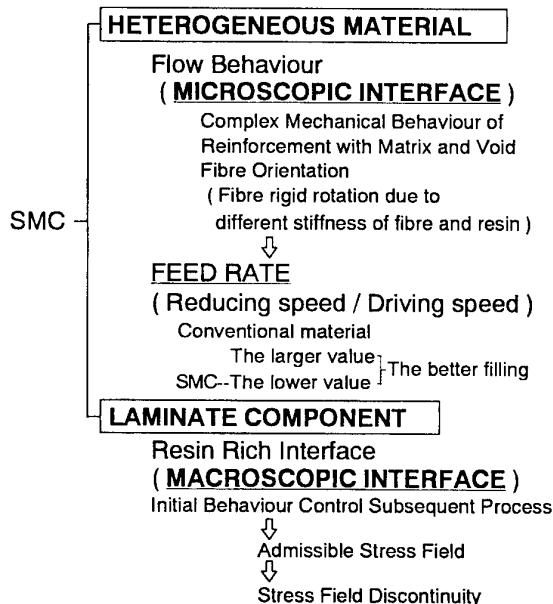 HETEROGENEOUS MATERIAL
Flow Behaviour
( MICROSCOPIC INTERFACE )
Complex Mechanical Behaviour of
Reinforcement with Matrix and Void
Fibre Orientation
( Fibre rigid rotation due to
different stiffness of fibre and resin )
SMC
FEED RATE
( Reducing speed / Driving speed )
Conventional material
The larger value
The better filling
SMC--The lower value
LAMINATE COMPONENT
Resin Rich Interface
( MACROSCOPIC INTERFACE )
Initial Behaviour Control Subsequent Process
Admissible Stress Field
Stress Field Discontinuity